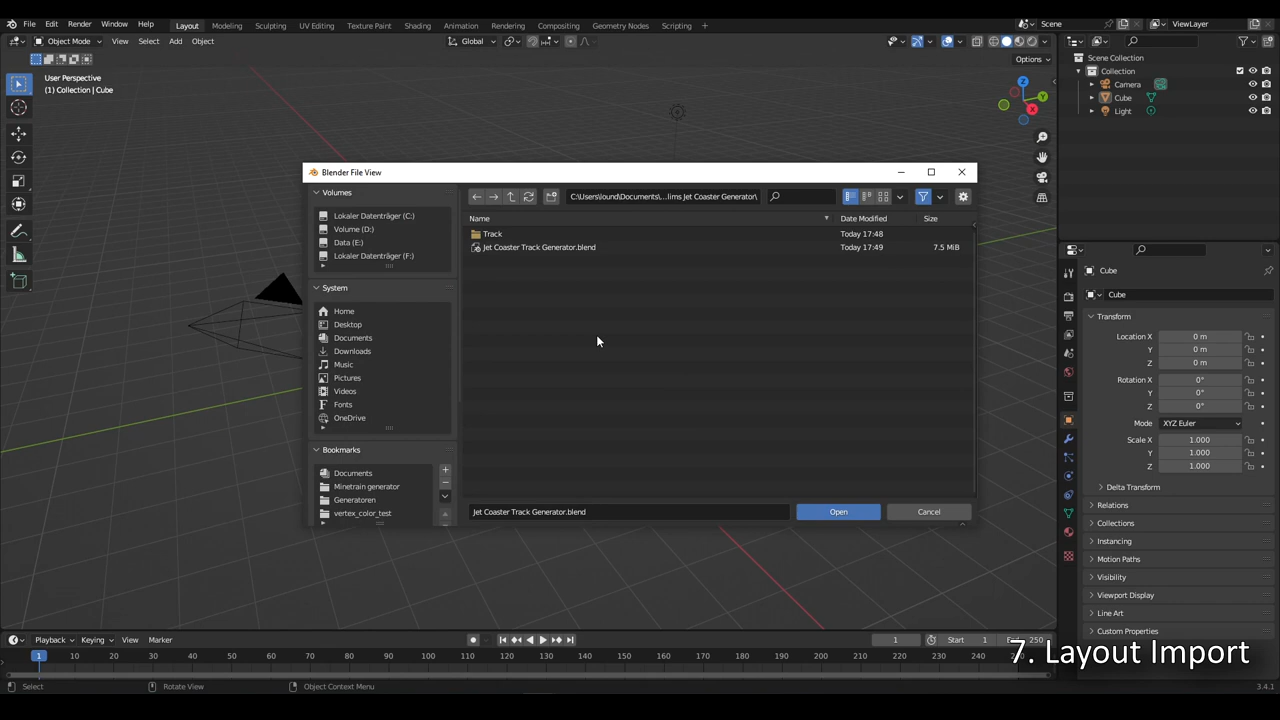 File Edit Render Window Help Layout Modeling Sculpting UV Editing Texture Paint Shading Animation Rendering Compositing Geometry Nodes Scripting + Scene ViewLayer
Object Mode View Select Add Object Global
Options
User Perspective
(1) Collection | Cube
Z
Y
X
Scene Collection
Collection
Camera
Cube
Light
Blender File View
Volumes
Lokaler Datenträger (C:)
Volume (D:)
Data (E:)
Lokaler Datenträger (F:)
System
Home
Desktop
Documents
Downloads
Music
Pictures
Videos
Fonts
OneDrive
Bookmarks
Documents
Minetrain generator
Generatoren
vertex_color_test
C:\Users\lound\Documents\...lims Jet Coaster Generator\
Name Date Modified Size
Track Today 17:48
Jet Coaster Track Generator.blend Today 17:49 7.5 MiB
Jet Coaster Track Generator.blend Open Cancel
Cube
Cube
Transform
Location X 0 m
Y 0 m
Z 0 m
Rotation X 0°
Y 0°
Z 0°
Mode XYZ Euler
Scale X 1.000
Y 1.000
Z 1.000
Delta Transform
Relations
Collections
Instancing
Motion Paths
Visibility
Viewport Display
Line Art
Custom Properties
Playback Keying View Marker 1 Start 1 End 250
1 10 20 30 40 50 60 70 80 90 100 110 120 130 140 150 160 170 180 190 200 210 220 230 240
7. Layout Import
Select Rotate View Object Context Menu 3.4.1